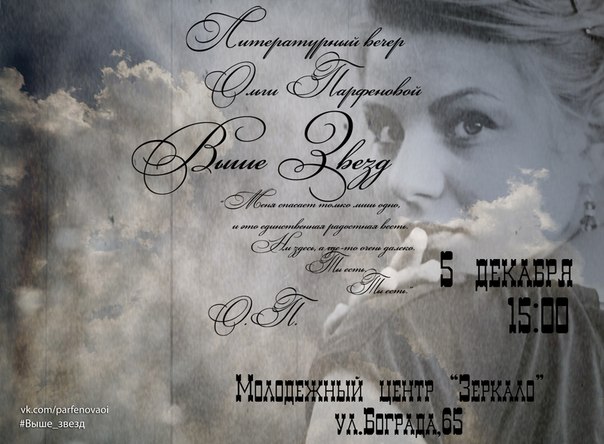 Литературный вечер
Ольги Парфеновой
Выше Звезд
"Меня спасает только лишь одно,
и это единственная радостная весть.
Ни здесь, а где-то очень далеко.
Ты есть.
Ты есть."
О. П.
5 декабря
15:00
Молодежный центр "Зеркало"
ул.Бограда,65
vk.com/parfenovaoi
#Выше_звезд